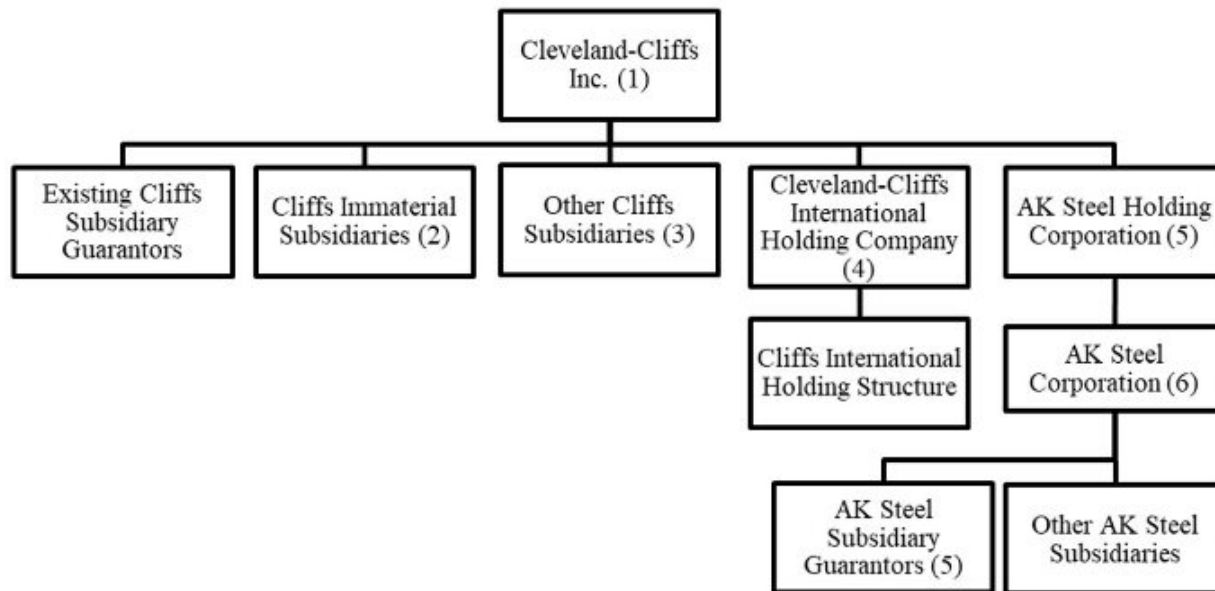 Cleveland-Cliffs
Inc. (1)
Existing Cliffs
Subsidiary
Guarantors
Cliffs Immaterial
Subsidiaries (2)
Other Cliffs
Subsidiaries (3)
Cleveland-Cliffs
International
Holding Company
(4)
AK Steel Holding
Corporation (5)
Cliffs International
Holding Structure
AK Steel
Corporation (6)
AK Steel
Subsidiary
Guarantors (5)
Other AK Steel
Subsidiaries